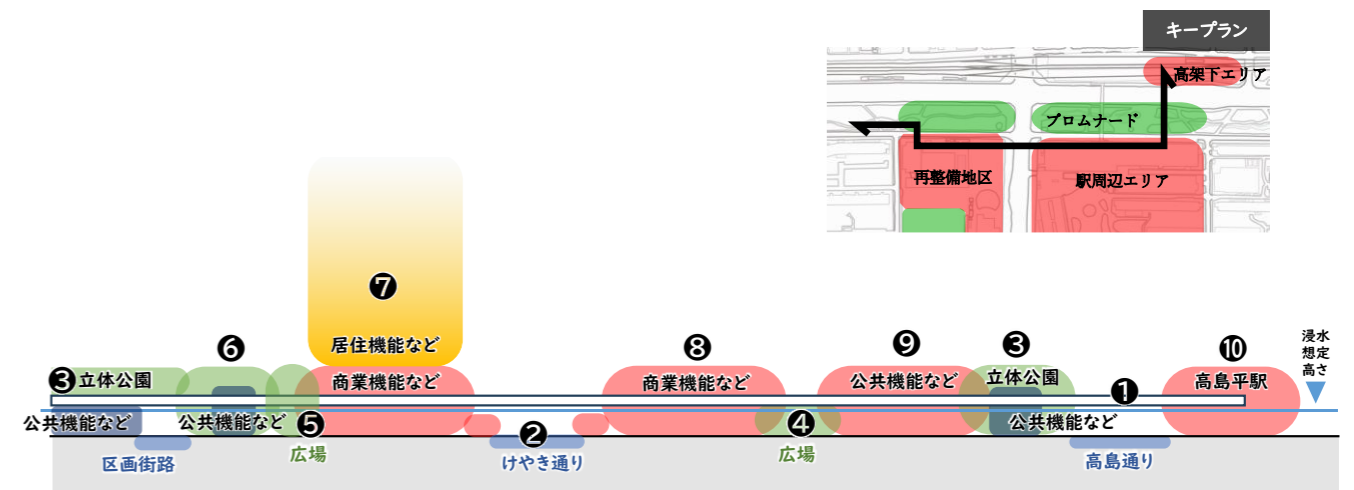 キープラン
高架下エリア
プロムナード
再整備地区
駅周辺エリア
❼
居住機能など
❻
❽
❾
❸
❿
浸水
想定
高さ
❸立体公園
商業機能など
商業機能など
公共機能など
立体公園
❶
高島平駅
公共機能など
公共機能など
❺
❷
❹
公共機能など
区画街路
広場
けやき通り
広場
高島通り